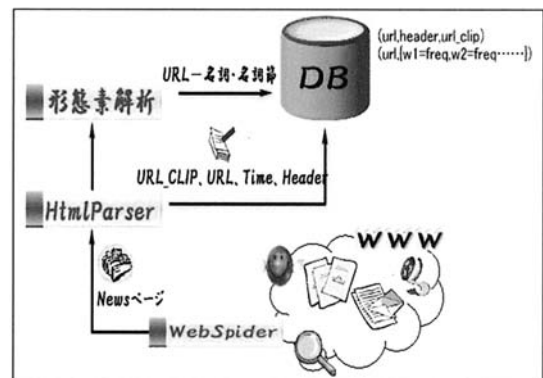 (url,header,url_clip)
(url,[w1=freq,w2=freq……])
URL－名詞・名詞節
DB
形態素解析
URL_CLIP、URL、Time、Header
HtmlParser
WWW
Newsページ
WebSpider